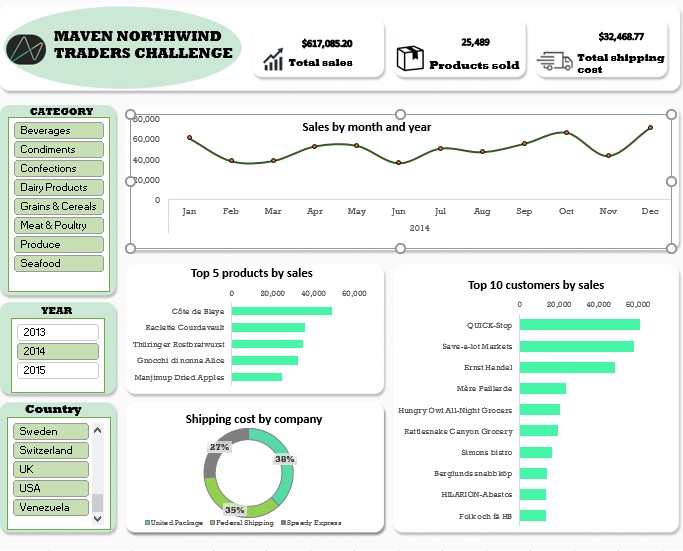 MAVEN NORTHWIND
TRADERS CHALLENGE
$617,085.20
Total sales
25,489
Products sold
$32,468.77
Total shipping
cost
CATEGORY
Beverages
Condiments
Confections
Dairy Products
Grains & Cereals
Meat & Poultry
Produce
Seafood
YEAR
2013
2014
2015
Country
Sweden
Switzerland
UK
USA
Venezuela
Sales by month and year
80,000
60,000
40,000
20,000
0
Jan Feb Mar Apr May Jun Jul Aug Sep Oct Nov Dec
2014
Top 5 products by sales
0 20,000 40,000 60,000
Côte de Blaye
Raclette Courdavault
Thüringer Rostbratwurst
Gnocchi di nonna Alice
Manjimup Dried Apples
Shipping cost by company
27%
38%
35%
United Package Federal Shipping Speedy Express
Top 10 customers by sales
0 20,000 40,000 60,000
QUICK-Stop
Save-a-lot Markets
Ernst Handel
Mère Paillarde
Hungry Owl All-Night Grocers
Rattlesnake Canyon Grocery
Simons bistro
Berglunds snabbköp
HILARIÓN-Abastos
Folk och fä HB